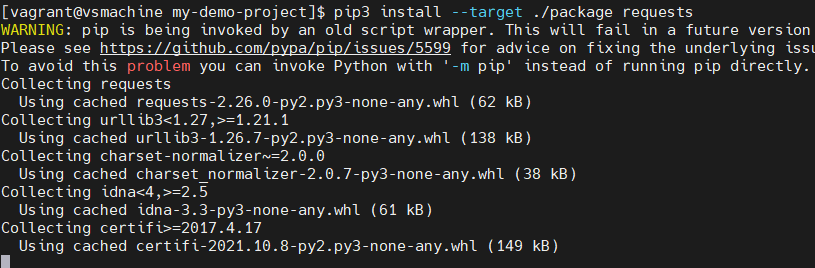 [vagrant@vsmachine my-demo-project]$ pip3 install --target ./package requests
WARNING: pip is being invoked by an old script wrapper. This will fail in a future version
Please see https://github.com/pypa/pip/issues/5599 for advice on fixing the underlying issu
To avoid this problem you can invoke Python with '-m pip' instead of running pip directly.
Collecting requests
  Using cached requests-2.26.0-py2.py3-none-any.whl (62 kB)
Collecting urllib3<1.27,>=1.21.1
  Using cached urllib3-1.26.7-py2.py3-none-any.whl (138 kB)
Collecting charset-normalizer~=2.0.0
  Using cached charset_normalizer-2.0.7-py3-none-any.whl (38 kB)
Collecting idna<4,>=2.5
  Using cached idna-3.3-py3-none-any.whl (61 kB)
Collecting certifi>=2017.4.17
  Using cached certifi-2021.10.8-py2.py3-none-any.whl (149 kB)